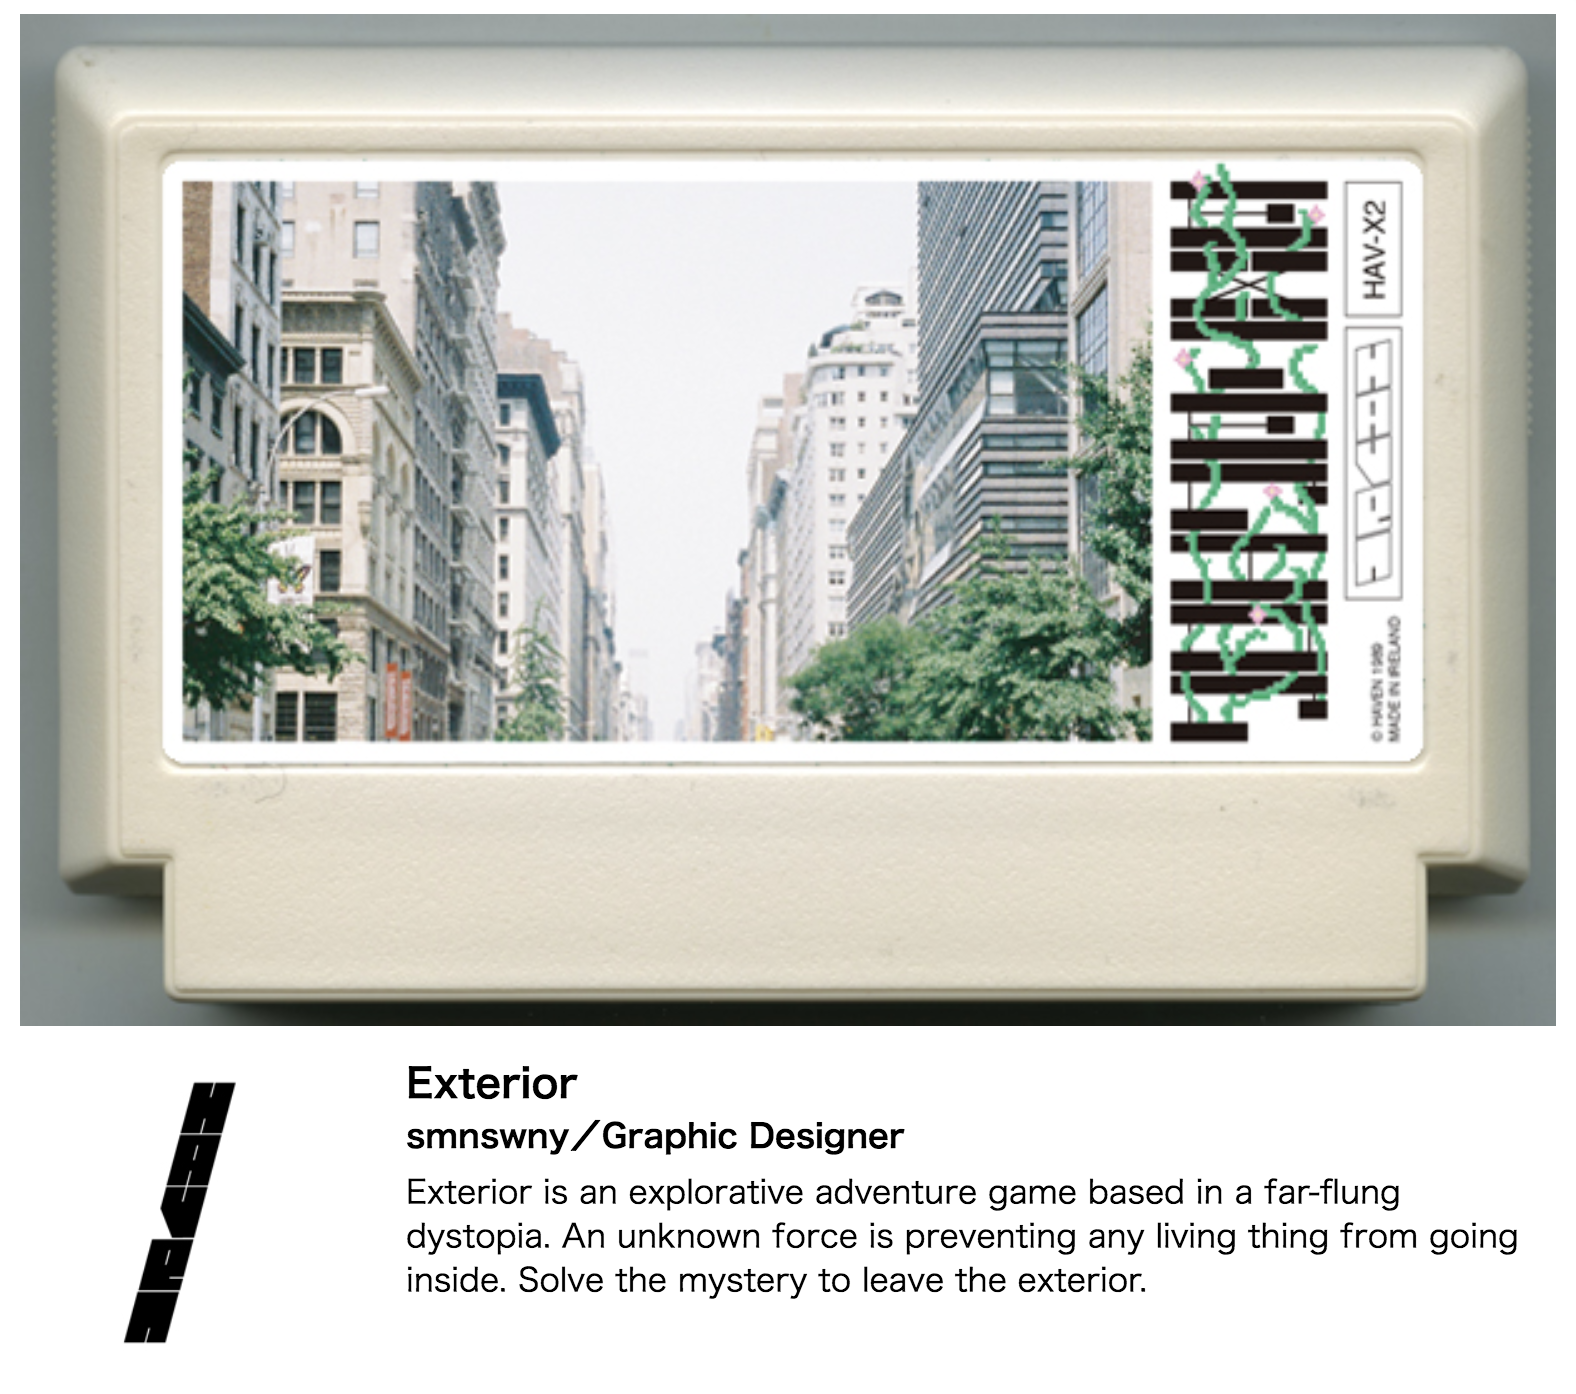 HAV-X2
HAVEN
© HAVEN 1989
MADE IN IRELAND
Exterior
smnswny／Graphic Designer
Exterior is an explorative adventure game based in a far-flung
dystopia. An unknown force is preventing any living thing from going
inside. Solve the mystery to leave the exterior.
HAVEN